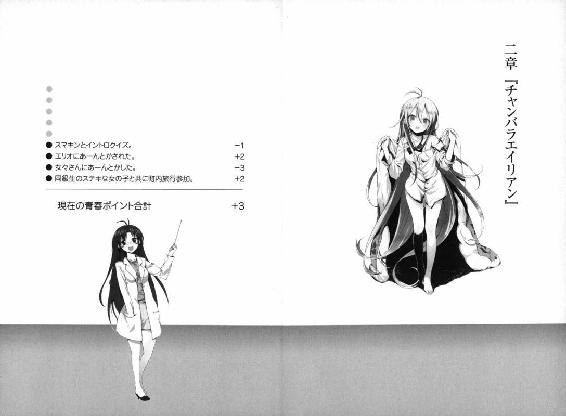 二章『チャンバラエイリアン』
● スマキンとイントロクイズ。 −1
● エリオにあーんとかされた。 +2
● 女々さんにあーんとかした。 −3
● 同級生のステキな女の子と共に町内旅行参加。 +2
現在の青春ポイント合計 +3